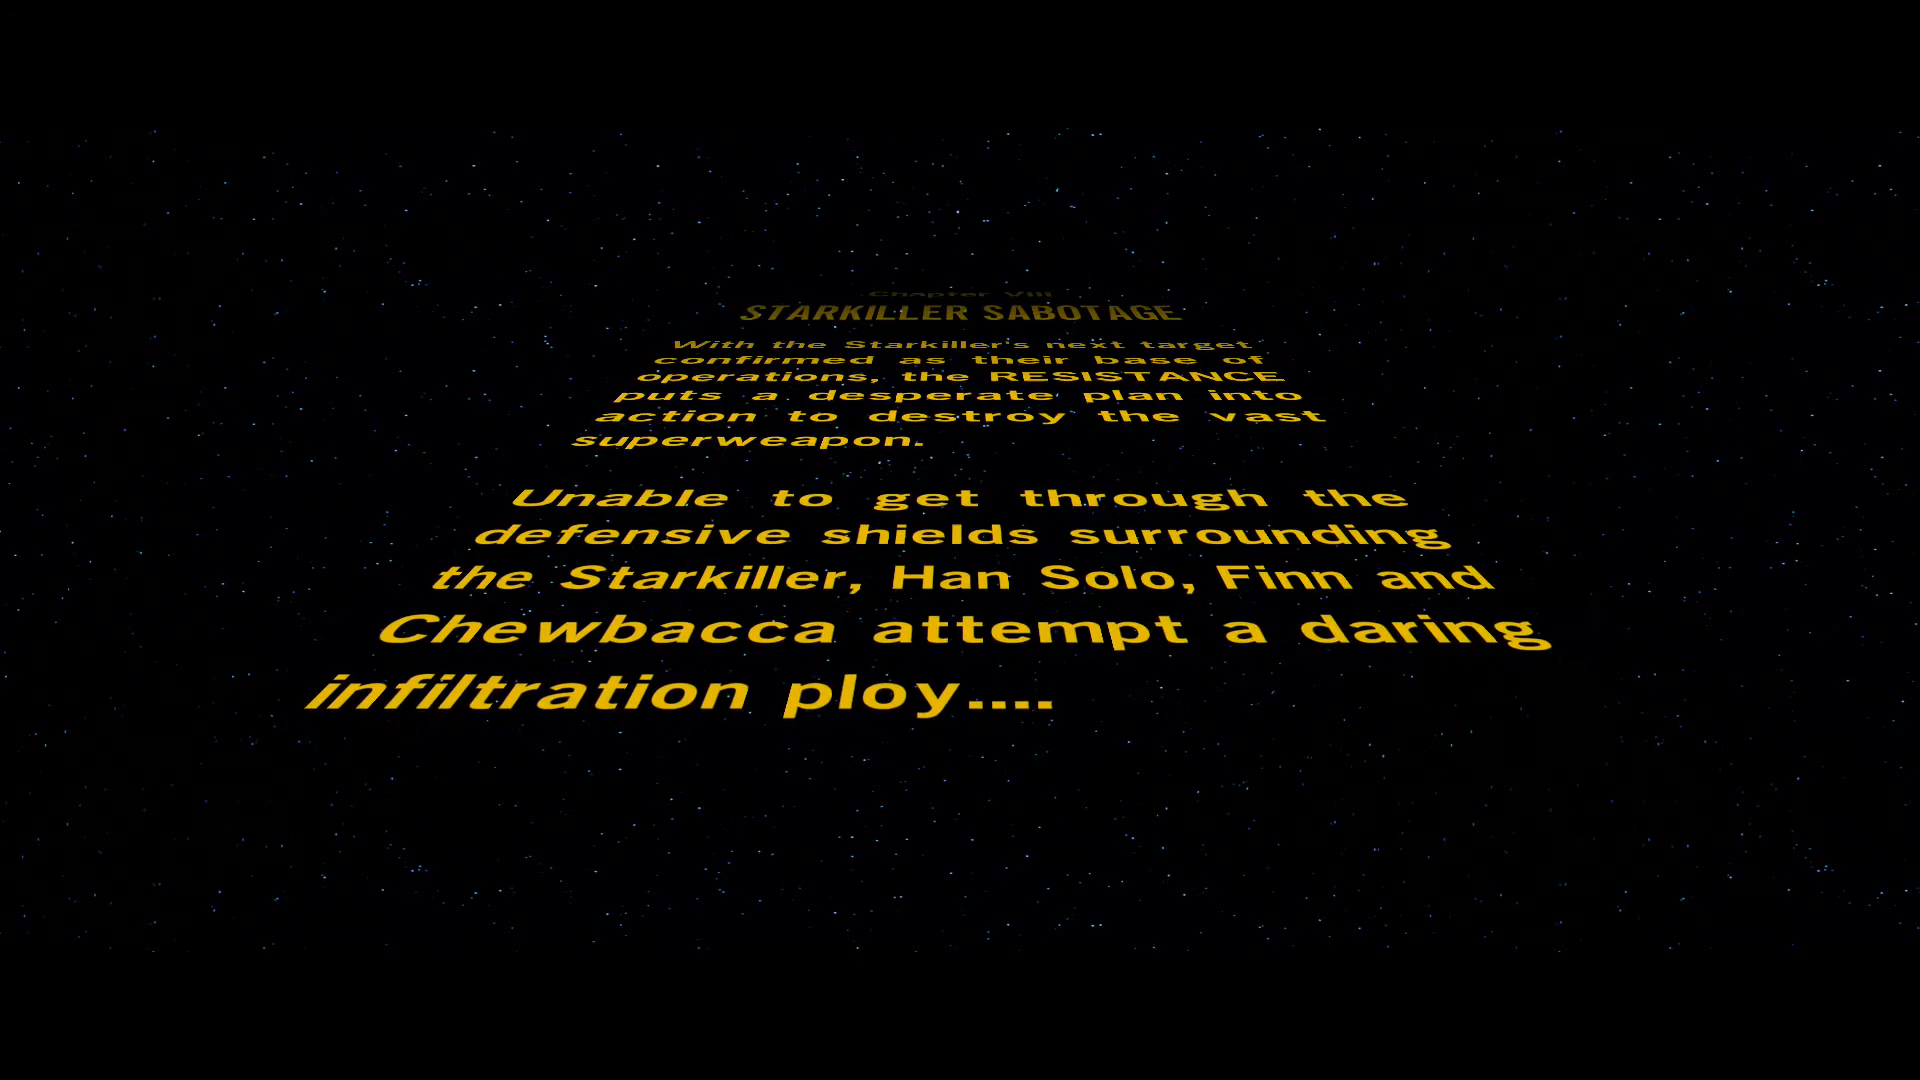 Chapter VIII
STARKILLER SABOTAGE
With the Starkiller's next target
confirmed as their base of
operations, the RESISTANCE
puts a desperate plan into
action to destroy the vast
superweapon.
Unable to get through the
defensive shields surrounding
the Starkiller, Han Solo, Finn and
Chewbacca attempt a daring
infiltration ploy....